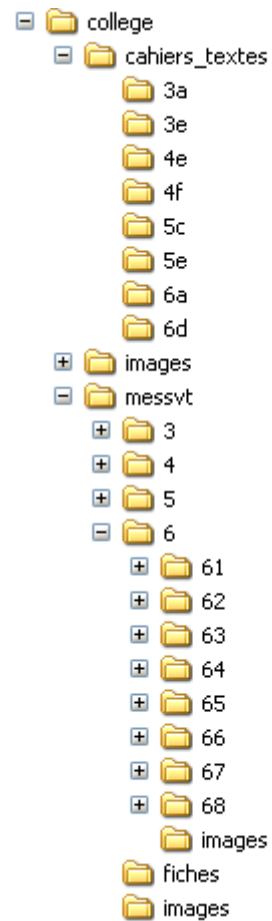 college
cahiers_textes
3a
3e
4e
4f
5c
5e
6a
6d
images
messvt
3
4
5
6
61
62
63
64
65
66
67
68
images
fiches
images